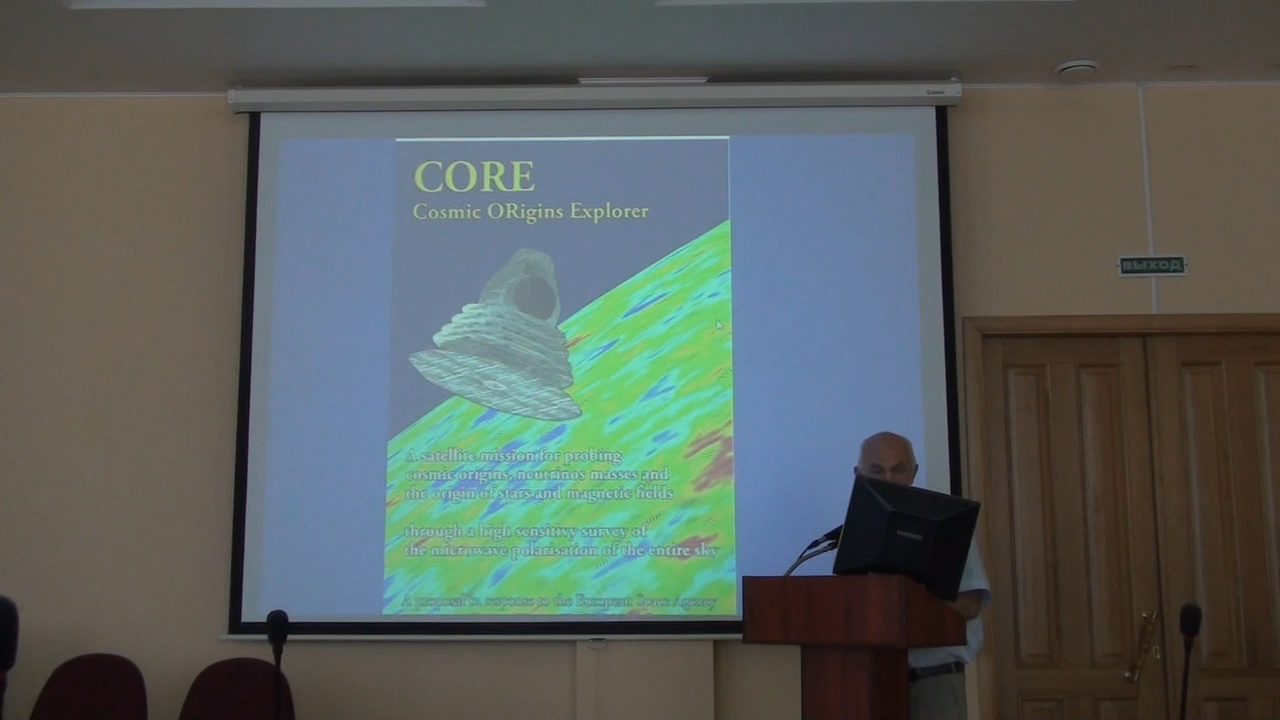 CORE
Cosmic ORigins Explorer
A satellite mission for probing
cosmic origins, neutrinos masses and
the origin of stars and magnetic fields
through a high sensitivy survey of
the microwave polarisation of the entire sky
A proposal in response to the European Space Agency
ВЫХОД
SAMSUNG